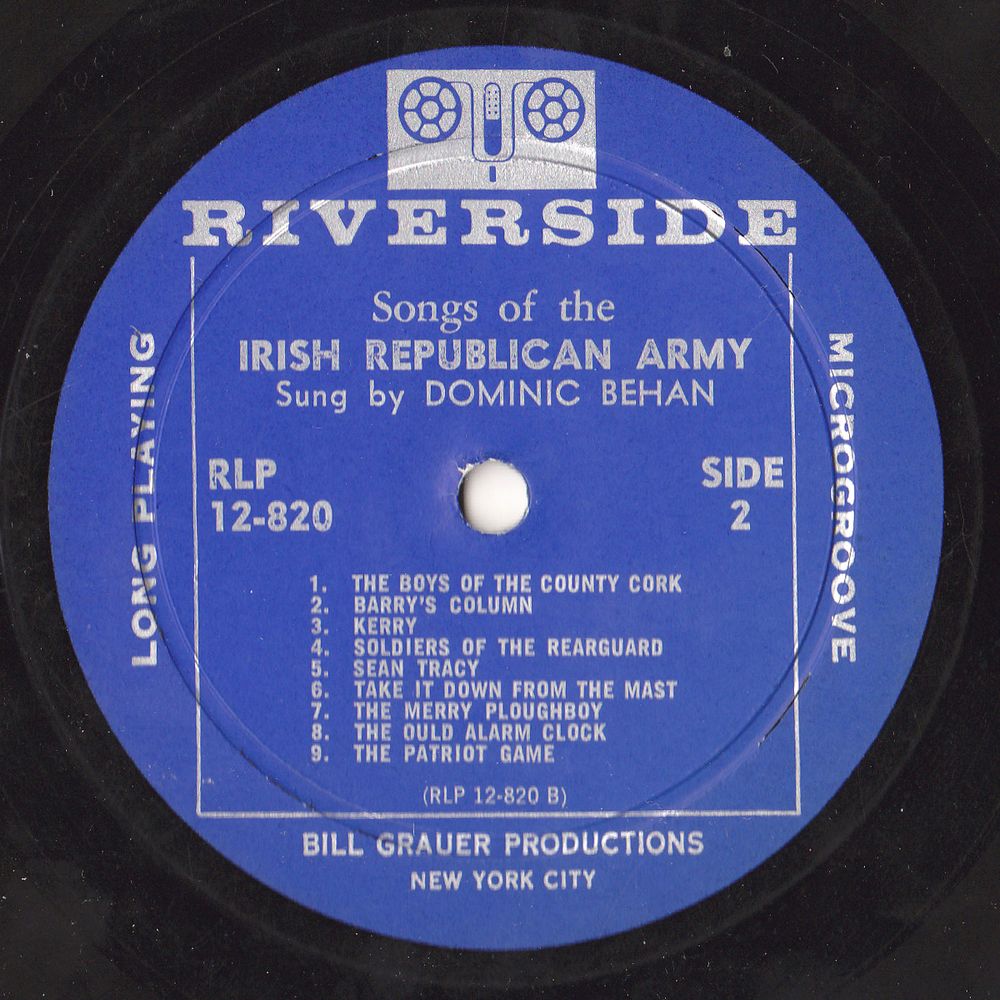 RIVERSIDE
Songs of the
IRISH REPUBLICAN ARMY
Sung by DOMINIC BEHAN
RLP
12-820
SIDE
2
LONG PLAYING
MICROGROOVE
1. THE BOYS OF THE COUNTY CORK
2. BARRY'S COLUMN
3. KERRY
4. SOLDIERS OF THE REARGUARD
5. SEAN TRACY
6. TAKE IT DOWN FROM THE MAST
7. THE MERRY PLOUGHBOY
8. THE OULD ALARM CLOCK
9. THE PATRIOT GAME
(RLP 12-820 B)
BILL GRAUER PRODUCTIONS
NEW YORK CITY